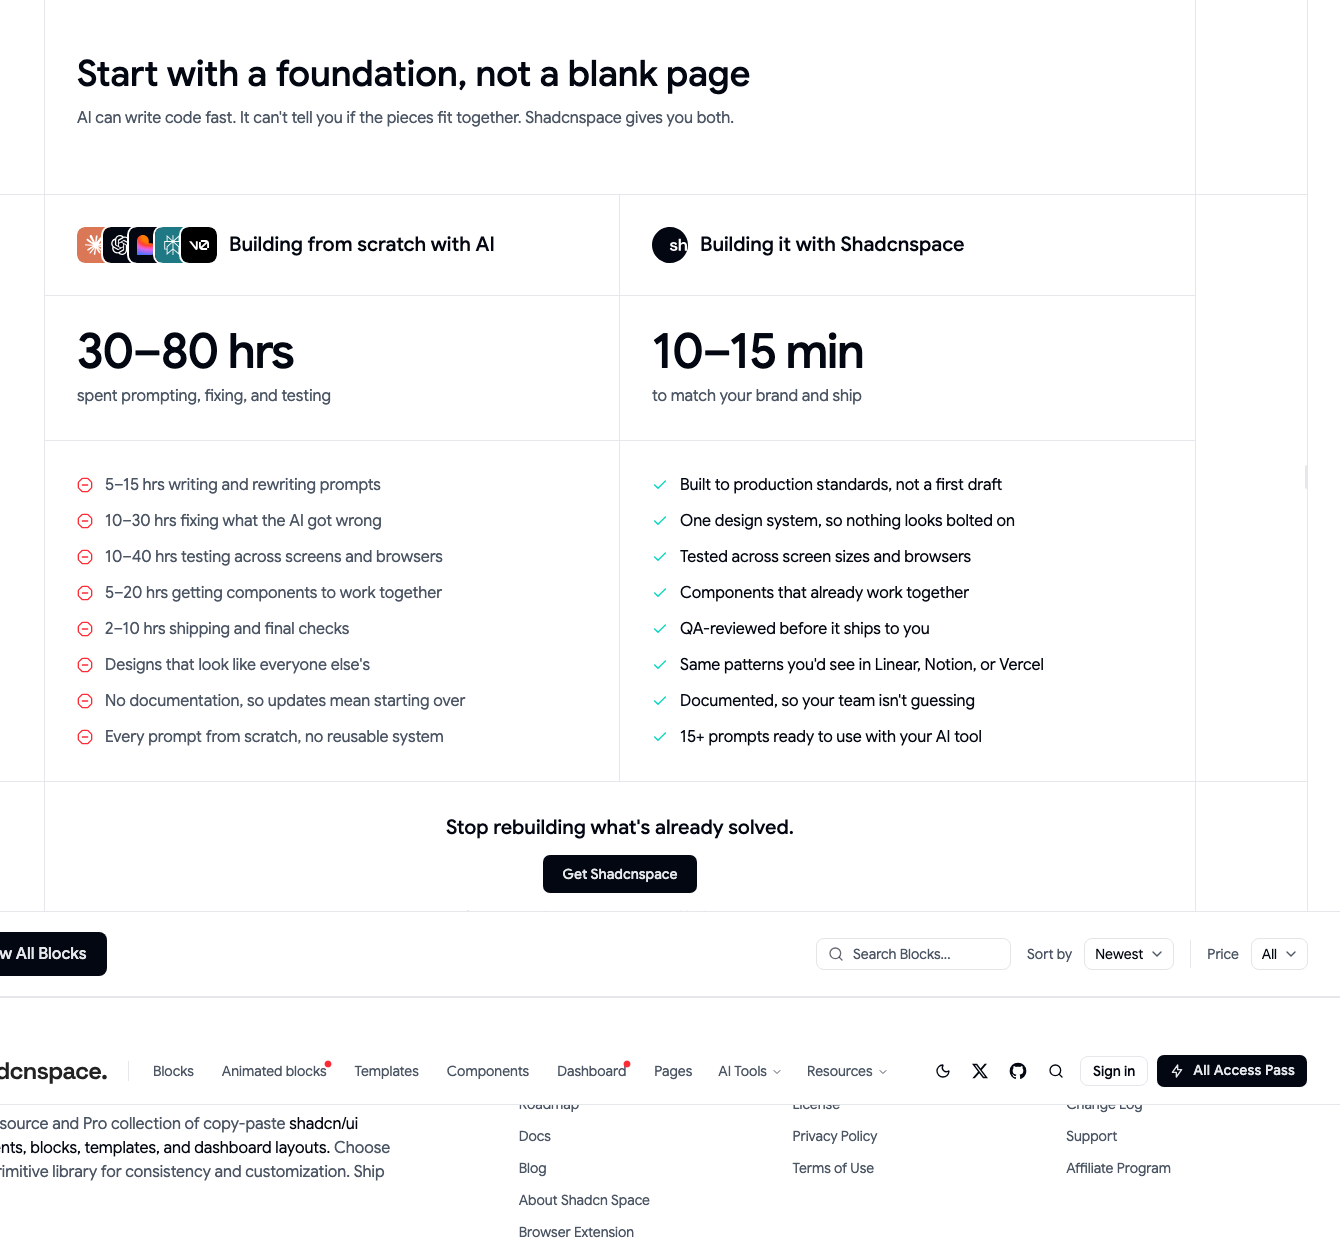 Start with a foundation, not a blank page
AI can write code fast. It can't tell you if the pieces fit together. Shadcnspace gives you both.
v0
Building from scratch with AI
sh
Building it with Shadcnspace
30–80 hrs
spent prompting, fixing, and testing
10–15 min
to match your brand and ship
5–15 hrs writing and rewriting prompts
10–30 hrs fixing what the AI got wrong
10–40 hrs testing across screens and browsers
5–20 hrs getting components to work together
2–10 hrs shipping and final checks
Designs that look like everyone else's
No documentation, so updates mean starting over
Every prompt from scratch, no reusable system
Built to production standards, not a first draft
One design system, so nothing looks bolted on
Tested across screen sizes and browsers
Components that already work together
QA-reviewed before it ships to you
Same patterns you'd see in Linear, Notion, or Vercel
Documented, so your team isn't guessing
15+ prompts ready to use with your AI tool
Stop rebuilding what's already solved.
Get Shadcnspace
w All Blocks
Search Blocks...
Sort by
Newest
Price
All
dcnspace.
Blocks
Animated blocks
Templates
Components
Dashboard
Pages
AI Tools
Resources
Sign in
All Access Pass
source and Pro collection of copy-paste shadcn/ui
nts, blocks, templates, and dashboard layouts. Choose
rimitive library for consistency and customization. Ship
Roadmap
Docs
Blog
About Shadcn Space
Browser Extension
License
Privacy Policy
Terms of Use
Change Log
Support
Affiliate Program